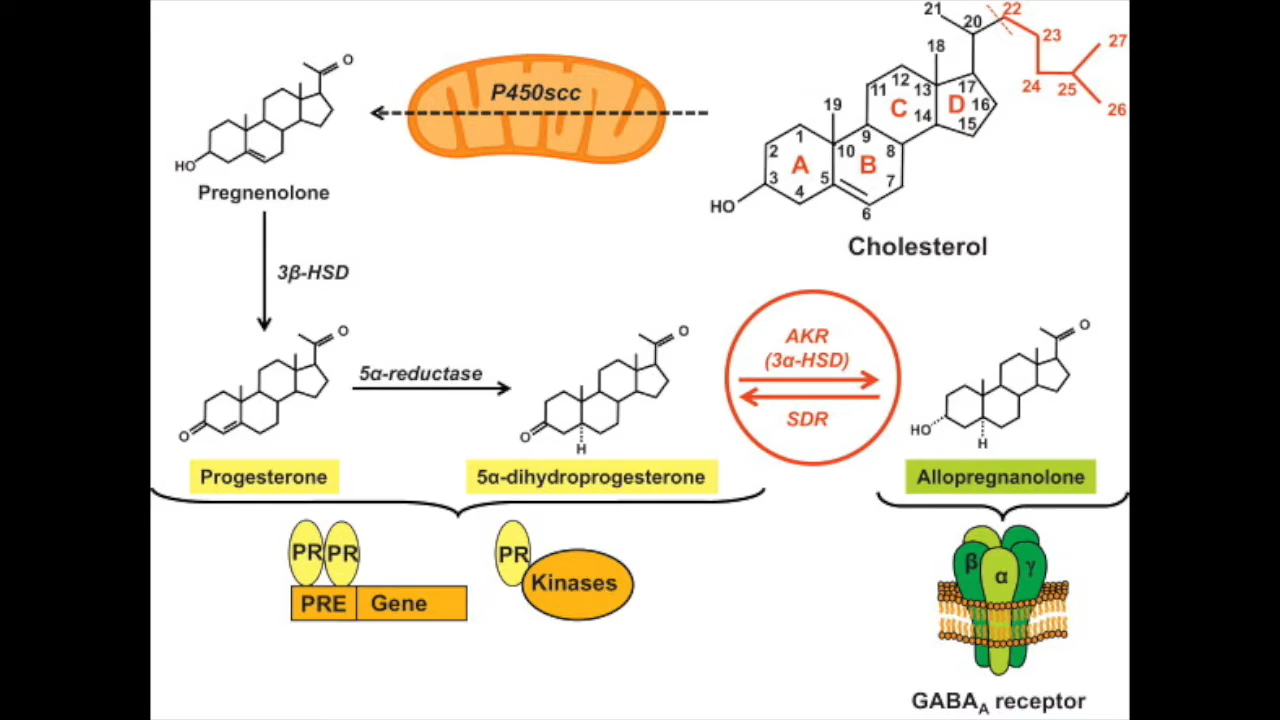 P450scc
HO
O
Pregnenolone
21
20
22
23
24
25
26
27
18
12
11
13
17
16
C
D
14
15
19
1
9
2
10
8
A
B
3
5
7
4
6
HO
Cholesterol
3β-HSD
O
O
Progesterone
5α-reductase
O
O
H
5α-dihydroprogesterone
AKR
(3α-HSD)
SDR
O
HO
H
Allopregnanolone
PR
PR
PRE
Gene
PR
Kinases
β
α
γ
GABAA receptor